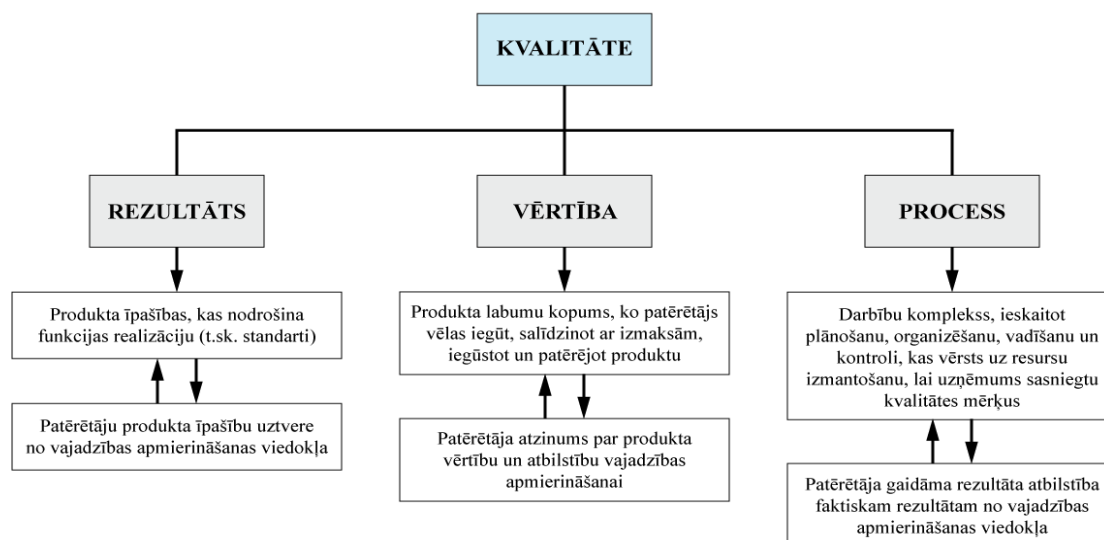 KVALITĀTE
REZULTĀTS
VĒRTĪBA
PROCESS
Produkta īpašības, kas nodrošina
funkcijas realizāciju (t.sk. standarti)
Patērētāju produkta īpašību uztvere
no vajadzības apmierināšanas viedokļa
Produkta labumu kopums, ko patērētājs
vēlas iegūt, salīdzinot ar izmaksām,
iegūstot un patērējot produktu
Patērētāja atzinums par produkta
vērtību un atbilstību vajadzības
apmierināšanai
Darbību komplekss, ieskaitot
plānošanu, organizēšanu, vadīšanu un
kontroli, kas vērsts uz resursu
izmantošanu, lai uzņēmums sasniegtu
kvalitātes mērķus
Patērētāja gaidāma rezultāta atbilstība
faktiskam rezultātam no vajadzības
apmierināšanas viedokļa